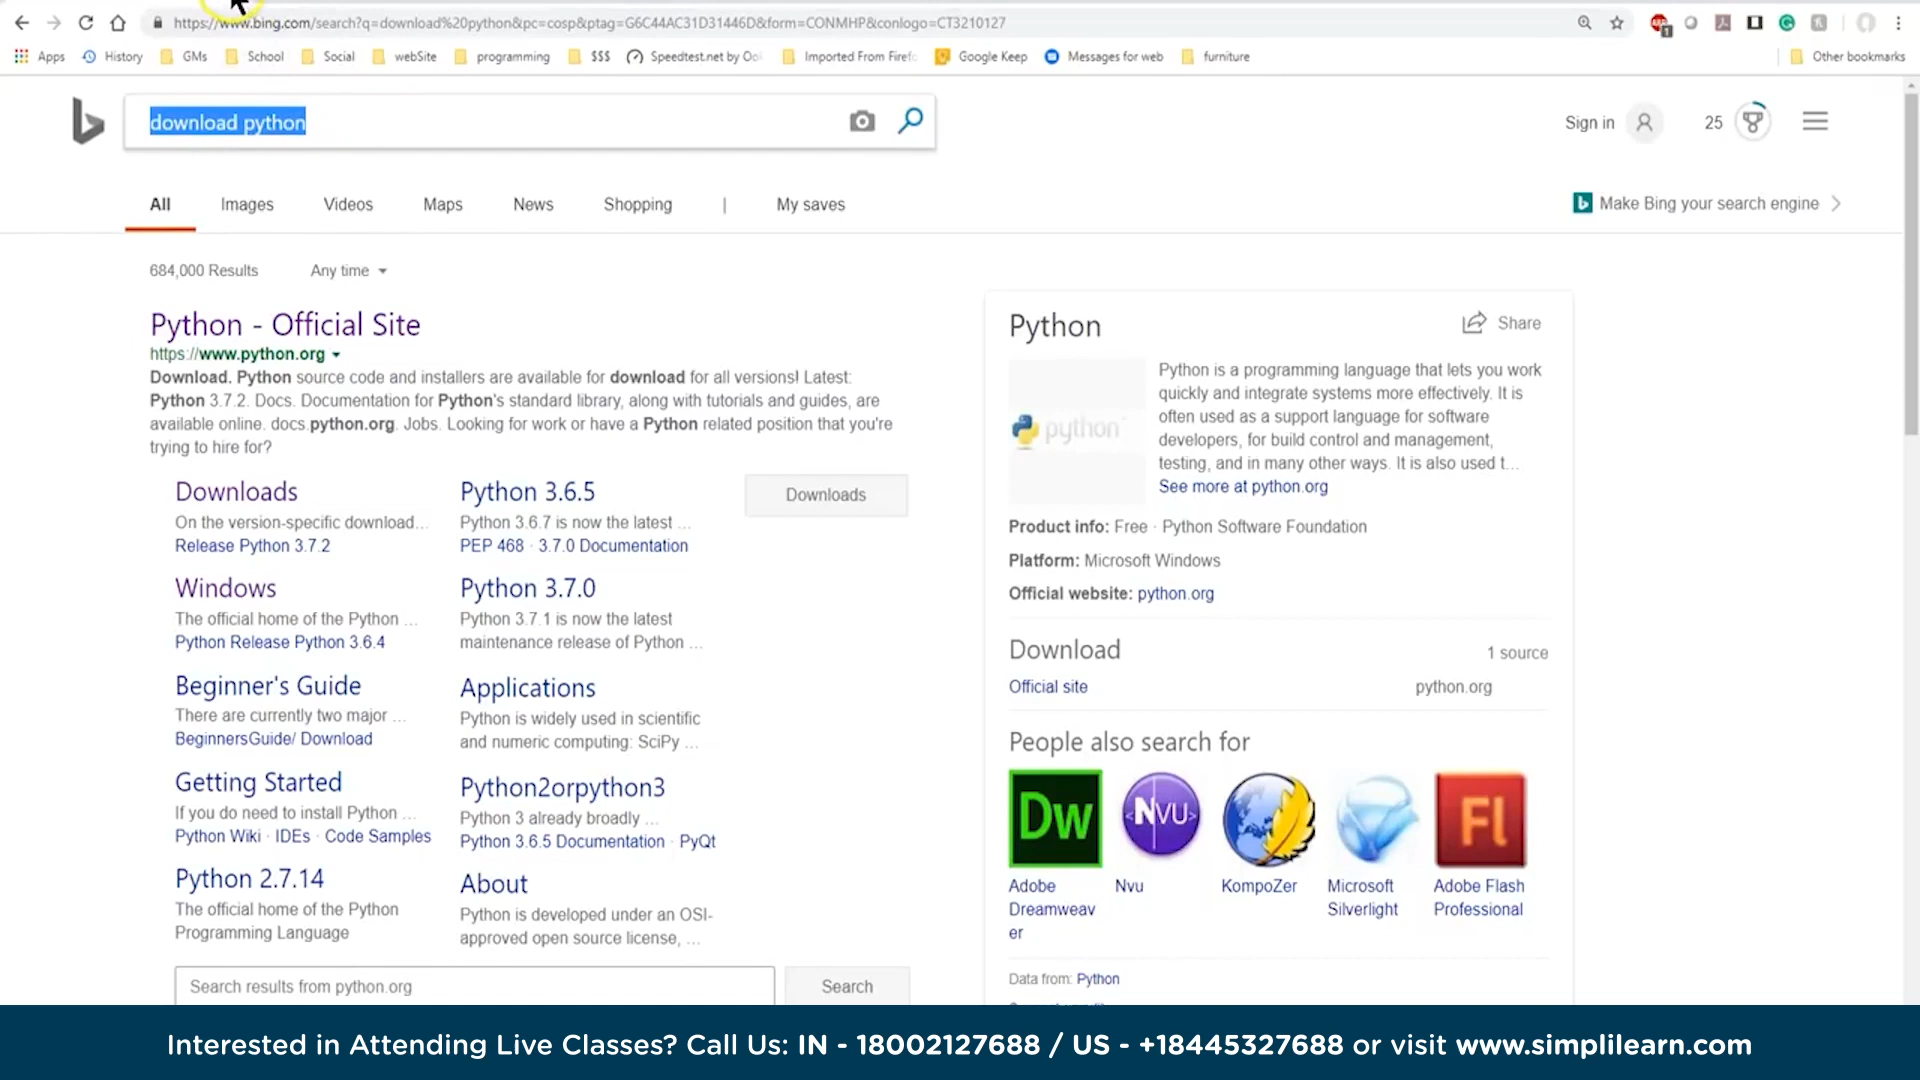 https://www.bing.com/search?q=download%20python&pc=cosp&ptag=G6C44AC31D31446D&form=CONMHP&conlogo=CT3210127
Apps History GMs School Social webSite programming $$$ Speedtest.net by Ook Imported From Firefo Google Keep Messages for web furniture Other bookmarks
download python
Sign in 25
All Images Videos Maps News Shopping | My saves
Make Bing your search engine
684,000 Results Any time
Python - Official Site
https://www.python.org
Download. Python source code and installers are available for download for all versions! Latest:
Python 3.7.2. Docs. Documentation for Python's standard library, along with tutorials and guides, are
available online. docs.python.org. Jobs. Looking for work or have a Python related position that you're
trying to hire for?
Downloads
On the version-specific download...
Release Python 3.7.2
Python 3.6.5
Python 3.6.7 is now the latest ...
PEP 468 · 3.7.0 Documentation
Downloads
Windows
The official home of the Python ...
Python Release Python 3.6.4
Python 3.7.0
Python 3.7.1 is now the latest
maintenance release of Python ...
Beginner's Guide
There are currently two major ...
BeginnersGuide/ Download
Applications
Python is widely used in scientific
and numeric computing: SciPy ...
Getting Started
If you do need to install Python ...
Python Wiki · IDEs · Code Samples
Python2orpython3
Python 3 already broadly ...
Python 3.6.5 Documentation · PyQt
Python 2.7.14
The official home of the Python
Programming Language
About
Python is developed under an OSI-
approved open source license, ...
Search results from python.org
Search
Python
Share
python
Python is a programming language that lets you work
quickly and integrate systems more effectively. It is
often used as a support language for software
developers, for build control and management,
testing, and in many other ways. It is also used t...
See more at python.org
Product info: Free · Python Software Foundation
Platform: Microsoft Windows
Official website: python.org
Download 1 source
Official site python.org
People also search for
Dw
<NVU>
Fl
Adobe
Dreamweav
er
Nvu
KompoZer
Microsoft
Silverlight
Adobe Flash
Professional
Data from: Python
Interested in Attending Live Classes? Call Us: IN - 18002127688 / US - +18445327688 or visit www.simplilearn.com